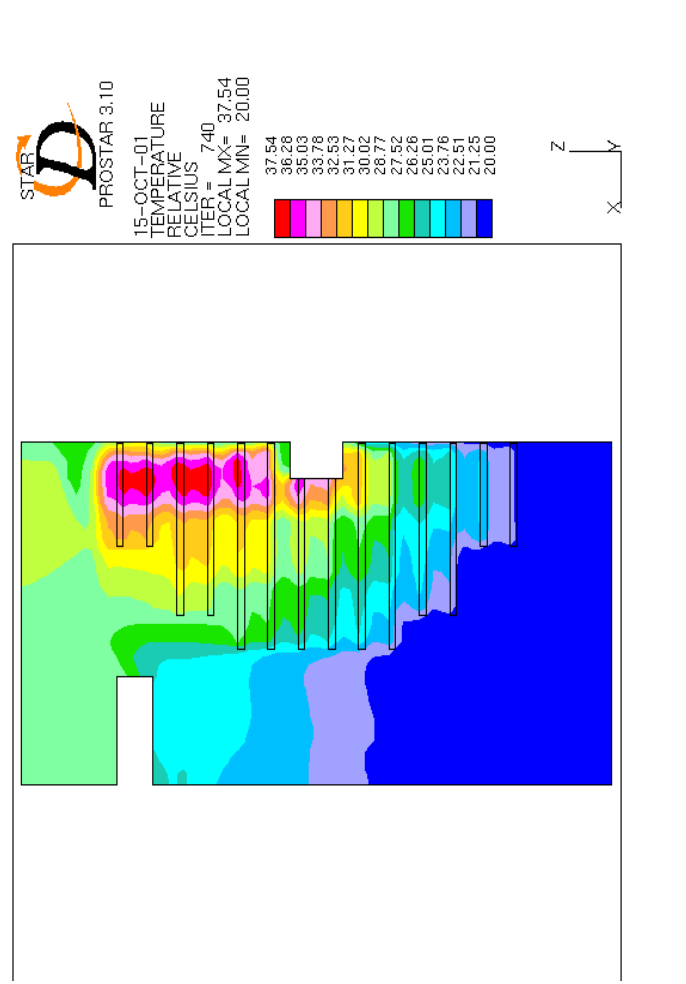 STAR
CD
PROSTAR 3.10
15-OCT-01
TEMPERATURE
RELATIVE
CELSIUS
ITER = 740
LOCAL MX= 37.54
LOCAL MN= 20.00
37.54
36.28
35.03
33.78
32.53
31.27
30.02
28.77
27.52
26.26
25.01
23.76
22.51
21.25
20.00
Z
Y
X